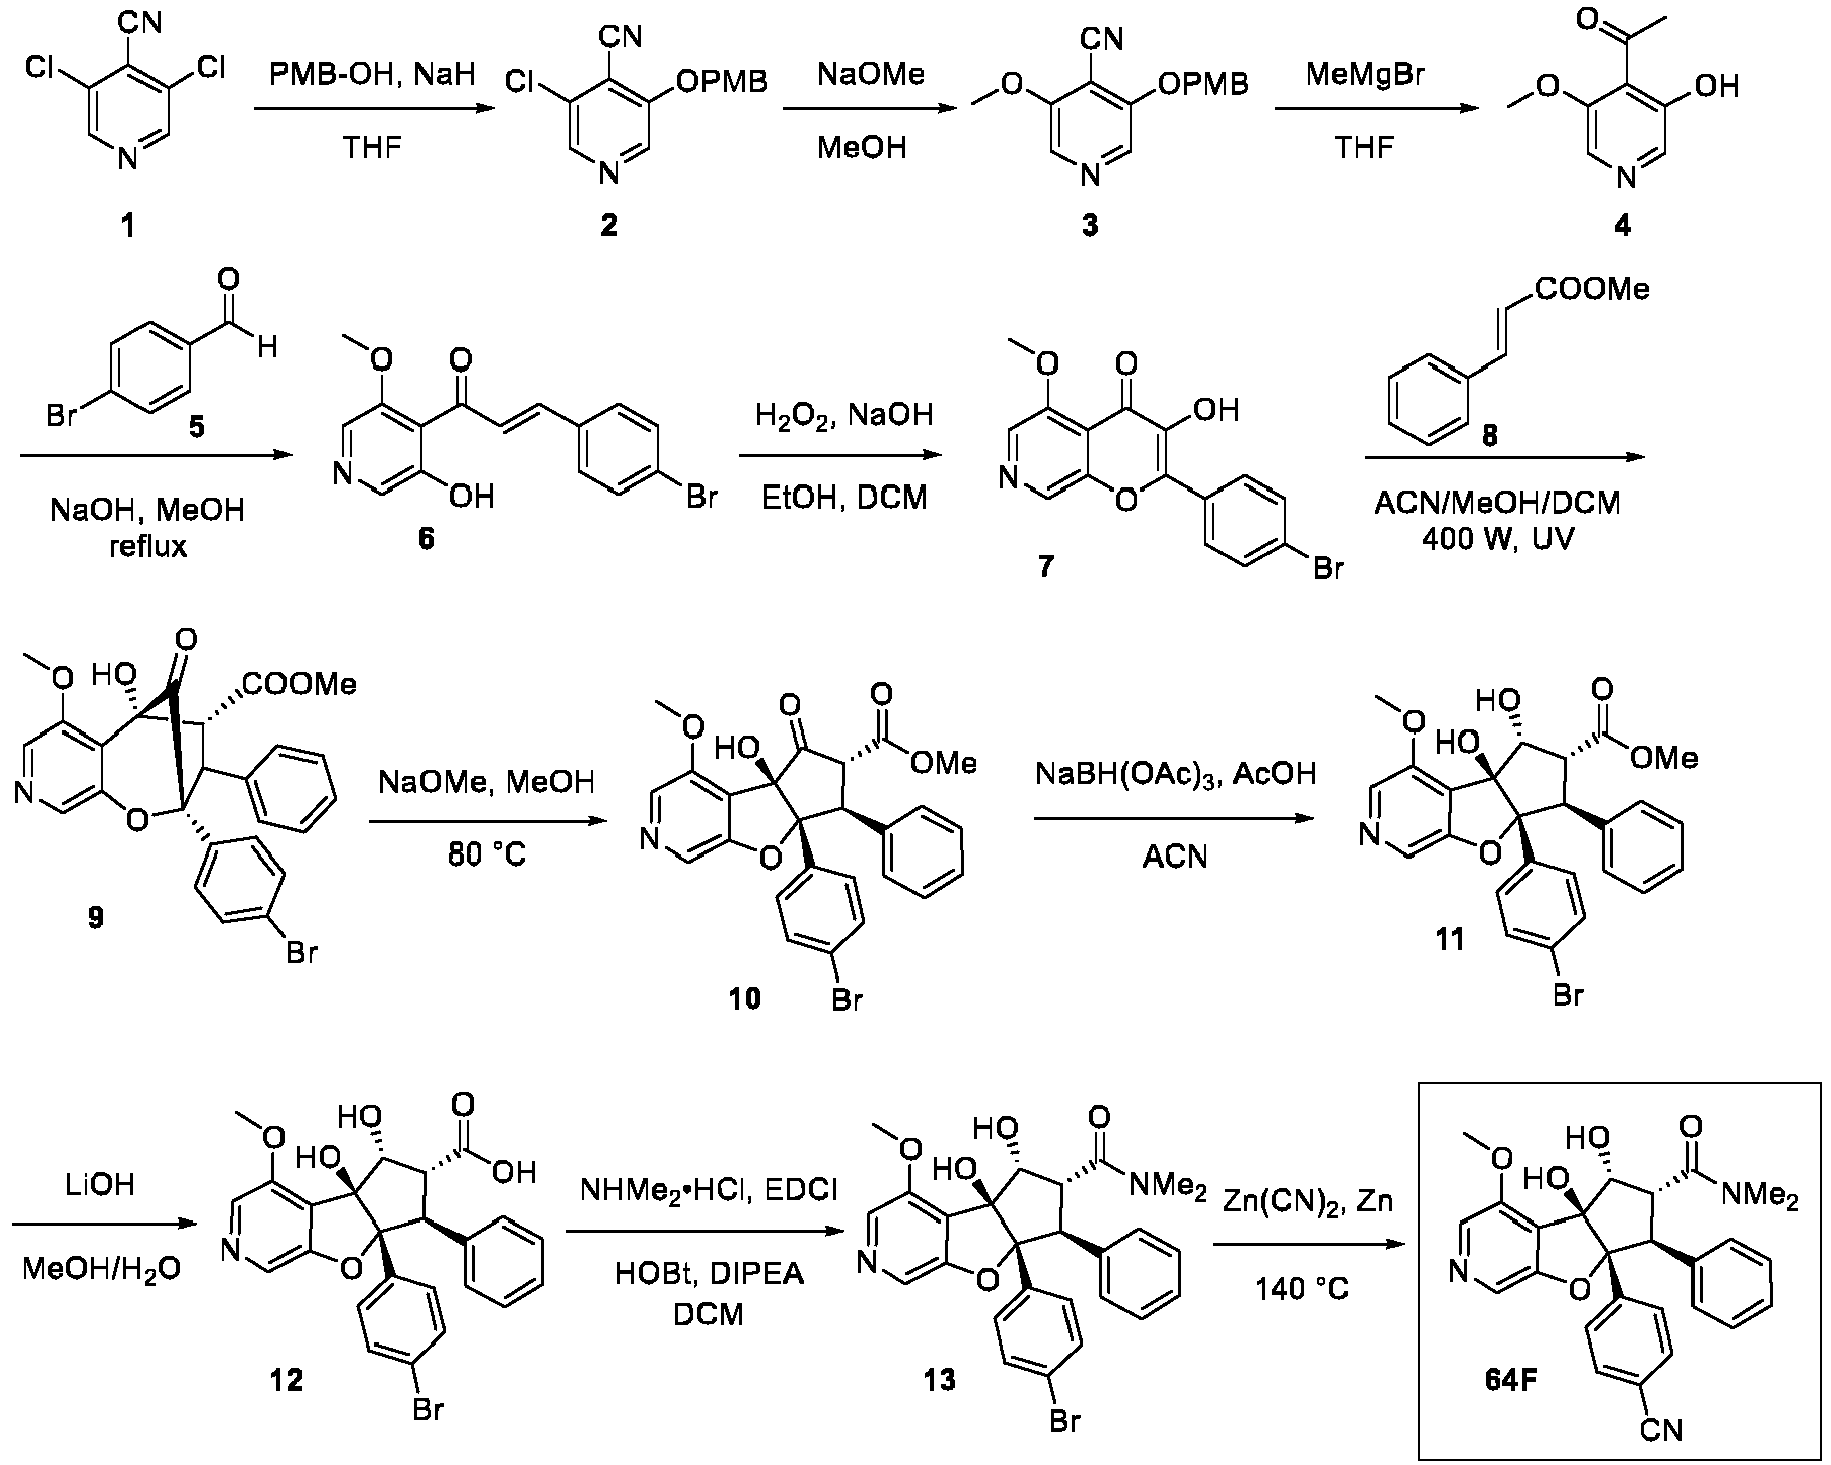 CN
Cl
Cl
N
1
PMB-OH, NaH
THF
CN
Cl
OPMB
N
2
NaOMe
MeOH
CN
O
OPMB
N
3
MeMgBr
THF
O
O
OH
N
4
O
H
Br
5
NaOH, MeOH
reflux
O
O
N
OH
Br
6
H₂O₂, NaOH
EtOH, DCM
O
O
OH
N
O
Br
7
COOMe
8
ACN/MeOH/DCM
400 W, UV
O
O
HO
COOMe
N
O
Br
9
NaOMe, MeOH
80 °C
O
O
O
HO
OMe
N
O
Br
10
NaBH(OAc)₃, AcOH
ACN
HO
O
O
HO
OMe
N
O
Br
11
LiOH
MeOH/H₂O
HO
O
O
HO
OH
N
O
Br
12
NHMe₂•HCl, EDCI
HOBt, DIPEA
DCM
HO
O
O
HO
NMe₂
N
O
Br
13
Zn(CN)₂, Zn
140 °C
HO
O
O
HO
NMe₂
N
O
CN
64F